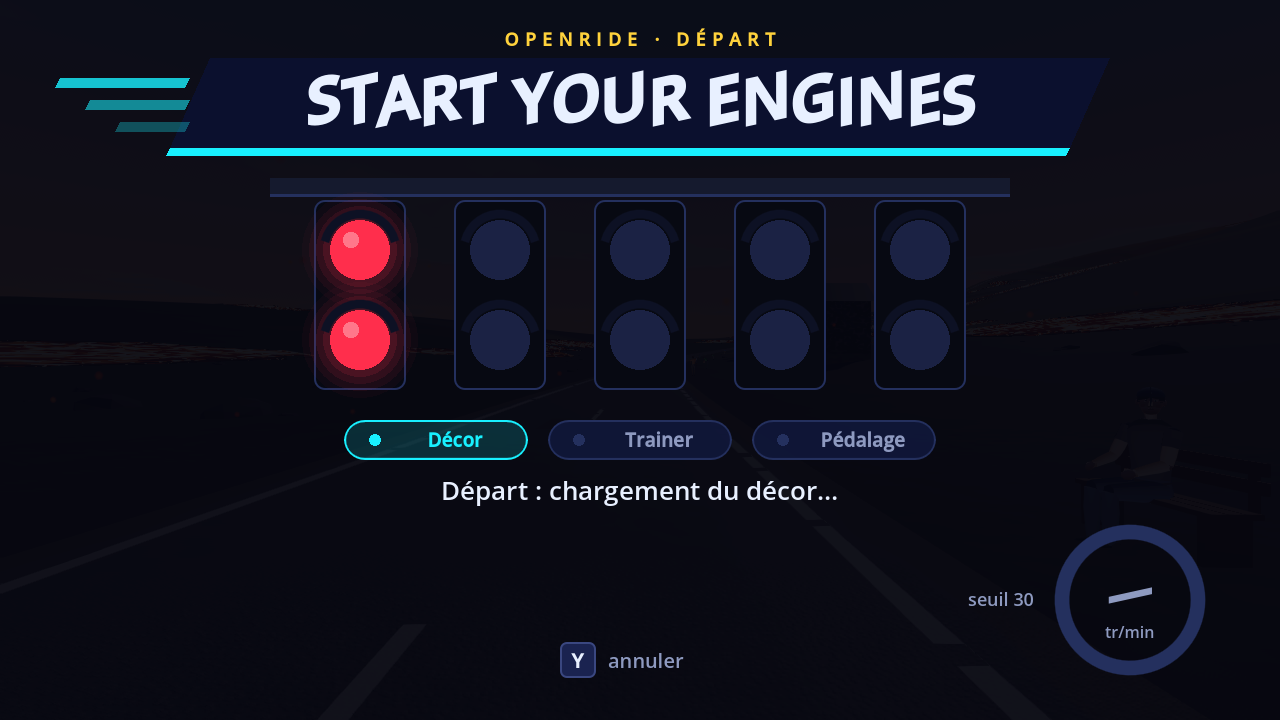 OPENRIDE · DÉPART
START YOUR ENGINES
Décor
Trainer
Pédalage
Départ : chargement du décor...
seuil 30
—
tr/min
Y annuler